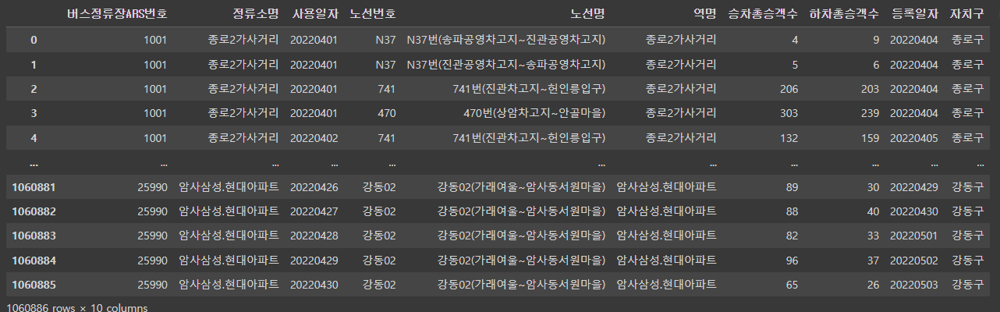 버스정류장ARS번호 정류소명 사용일자 노선번호 노선명 역명 승차총승객수 하차총승객수 등록일자 자치구
0 1001 종로2가사거리 20220401 N37 N37번(송파공영차고지~진관공영차고지) 종로2가사거리 4 9 20220404 종로구
1 1001 종로2가사거리 20220401 N37 N37번(진관공영차고지~송파공영차고지) 종로2가사거리 5 6 20220404 종로구
2 1001 종로2가사거리 20220401 741 741번(진관차고지~헌인릉입구) 종로2가사거리 206 203 20220404 종로구
3 1001 종로2가사거리 20220401 470 470번(상암차고지~안골마을) 종로2가사거리 303 239 20220404 종로구
4 1001 종로2가사거리 20220402 741 741번(진관차고지~헌인릉입구) 종로2가사거리 132 159 20220405 종로구
... ... ... ... ... ... ... ... ... ... ...
1060881 25990 암사삼성.현대아파트 20220426 강동02 강동02(가래여울~암사동서원마을) 암사삼성.현대아파트 89 30 20220429 강동구
1060882 25990 암사삼성.현대아파트 20220427 강동02 강동02(가래여울~암사동서원마을) 암사삼성.현대아파트 88 40 20220430 강동구
1060883 25990 암사삼성.현대아파트 20220428 강동02 강동02(가래여울~암사동서원마을) 암사삼성.현대아파트 82 33 20220501 강동구
1060884 25990 암사삼성.현대아파트 20220429 강동02 강동02(가래여울~암사동서원마을) 암사삼성.현대아파트 96 37 20220502 강동구
1060885 25990 암사삼성.현대아파트 20220430 강동02 강동02(가래여울~암사동서원마을) 암사삼성.현대아파트 65 26 20220503 강동구
1060886 rows × 10 columns